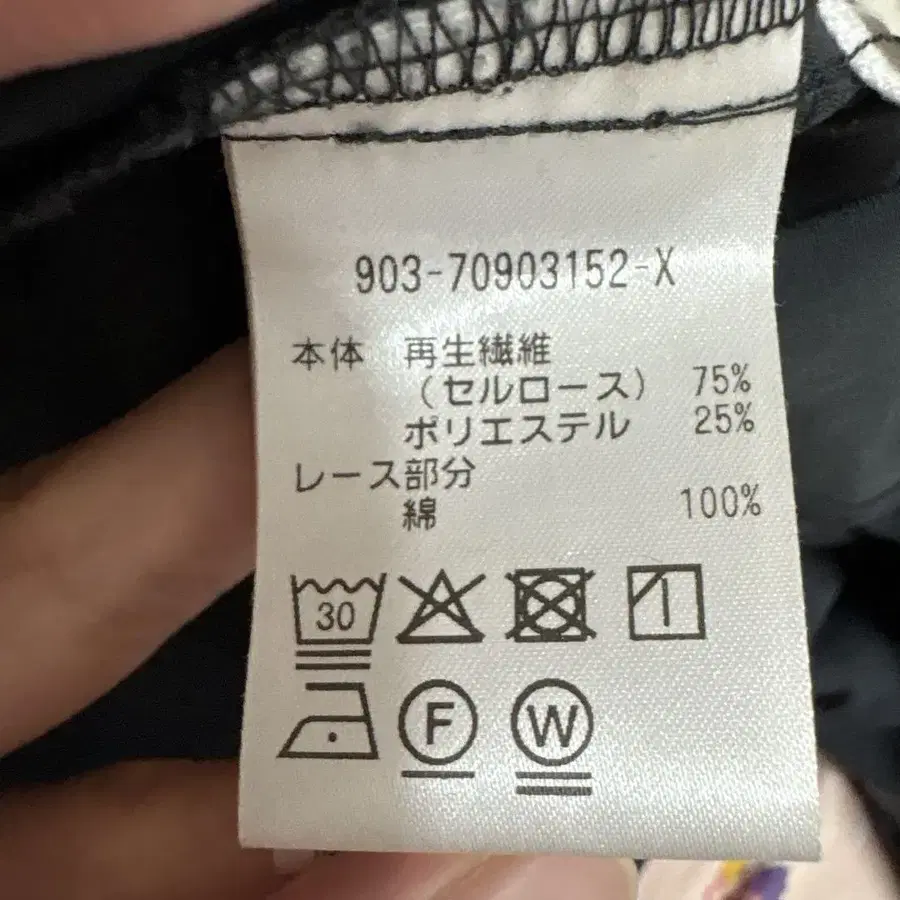 903-70903152-X
本体 再生繊維
（セルロース） 75%
ポリエステル 25%
レース部分
綿 100%
30
F W